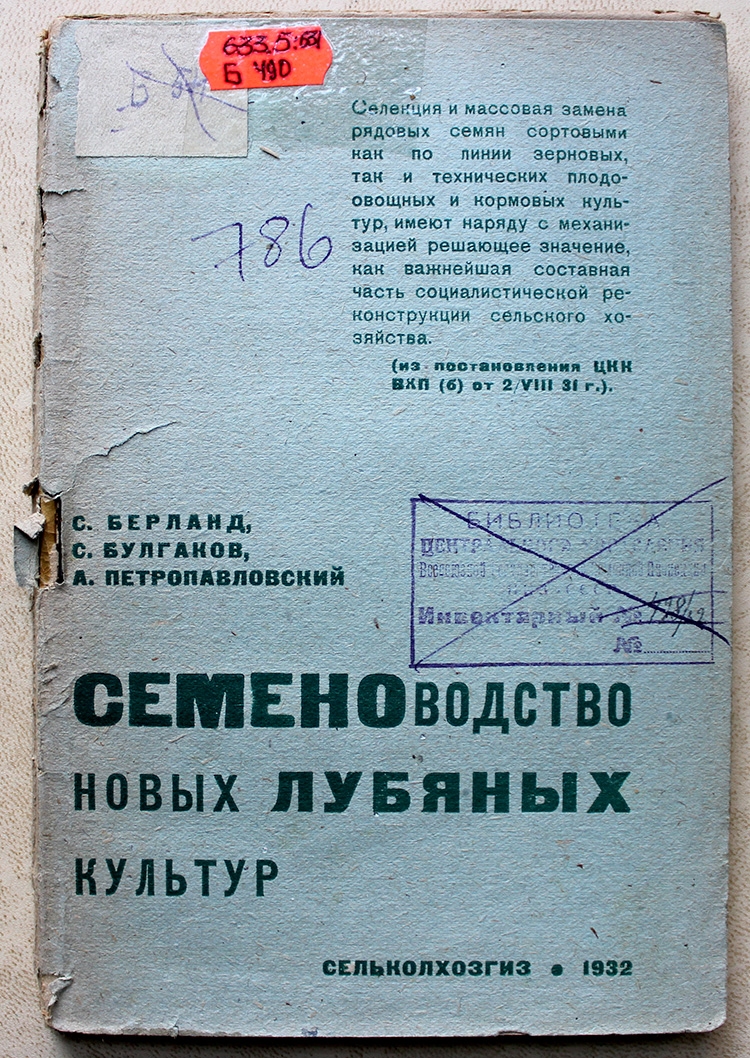 633.5:631
Б 490
786
Селекция и массовая замена
рядовых семян сортовыми
как по линии зерновых,
так и технических плодо-
овощных и кормовых куль-
тур, имеют наряду с механи-
зацией решающее значение,
как важнейшая составная
часть социалистической ре-
конструкции сельского хо-
зяйства.
(из постановления ЦКК
ВКП (б) от 2/VIII 31 г.).
С. БЕРЛАНД,
С. БУЛГАКОВ,
А. ПЕТРОПАВЛОВСКИЙ
БИБЛИОТЕКА
Инвентарный №
№
СЕМЕНОВОДСТВО
НОВЫХ ЛУБЯНЫХ
КУЛЬТУР
СЕЛЬКОЛХОЗГИЗ • 1932